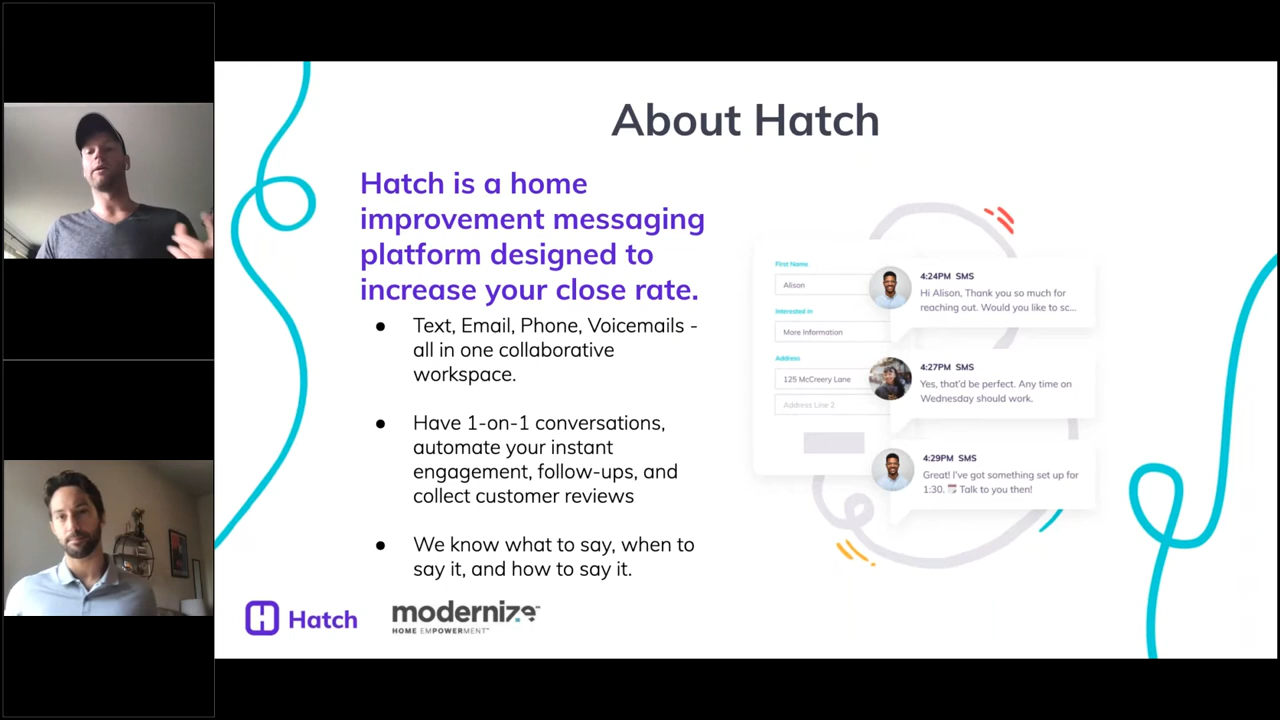 About Hatch
Hatch is a home
improvement messaging
platform designed to
increase your close rate.
● Text, Email, Phone, Voicemails -
all in one collaborative
workspace.
● Have 1-on-1 conversations,
automate your instant
engagement, follow-ups, and
collect customer reviews
● We know what to say, when to
say it, and how to say it.
First Name
Alison
Interested in
More Information
Address
125 McCreery Lane
Address Line 2
4:24PM SMS
Hi Alison, Thank you so much for
reaching out. Would you like to sc...
4:27PM SMS
Yes, that'd be perfect. Any time on
Wednesday should work.
4:29PM SMS
Great! I've got something set up for
1:30. 📅 Talk to you then!
Hatch
modernize
HOME EMPOWERMENT™